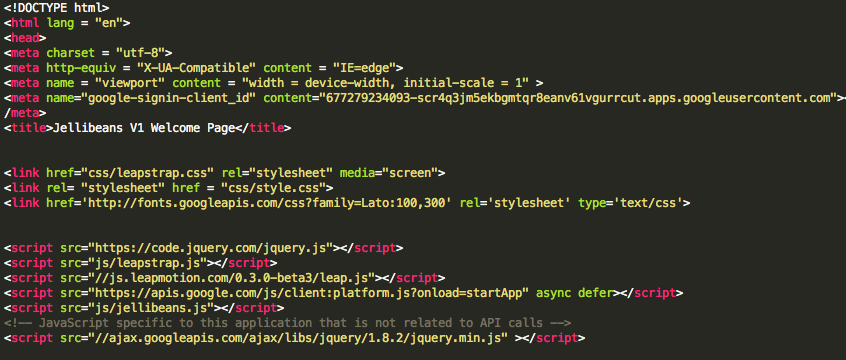 <!DOCTYPE html>
<html lang = "en">
<head>
<meta charset = "utf-8">
<meta http-equiv = "X-UA-Compatible" content = "IE=edge">
<meta name = "viewport" content = "width = device-width, initial-scale = 1" >
<meta name="google-signin-client_id" content="677279234093-scr4q3jm5ekbgmtqr8eanv61vgurrcut.apps.googleusercontent.com"><
/meta>
<title>Jellibeans V1 Welcome Page</title>
<link href="css/leapstrap.css" rel="stylesheet" media="screen">
<link rel= "stylesheet" href = "css/style.css">
<link href='http://fonts.googleapis.com/css?family=Lato:100,300' rel='stylesheet' type='text/css'>
<script src="https://code.jquery.com/jquery.js"></script>
<script src="js/leapstrap.js"></script>
<script src="//js.leapmotion.com/0.3.0-beta3/leap.js"></script>
<script src="https://apis.google.com/js/client:platform.js?onload=startApp" async defer></script>
<script src="js/jellibeans.js"></script>
<!-- JavaScript specific to this application that is not related to API calls -->
<script src="//ajax.googleapis.com/ajax/libs/jquery/1.8.2/jquery.min.js" ></script>